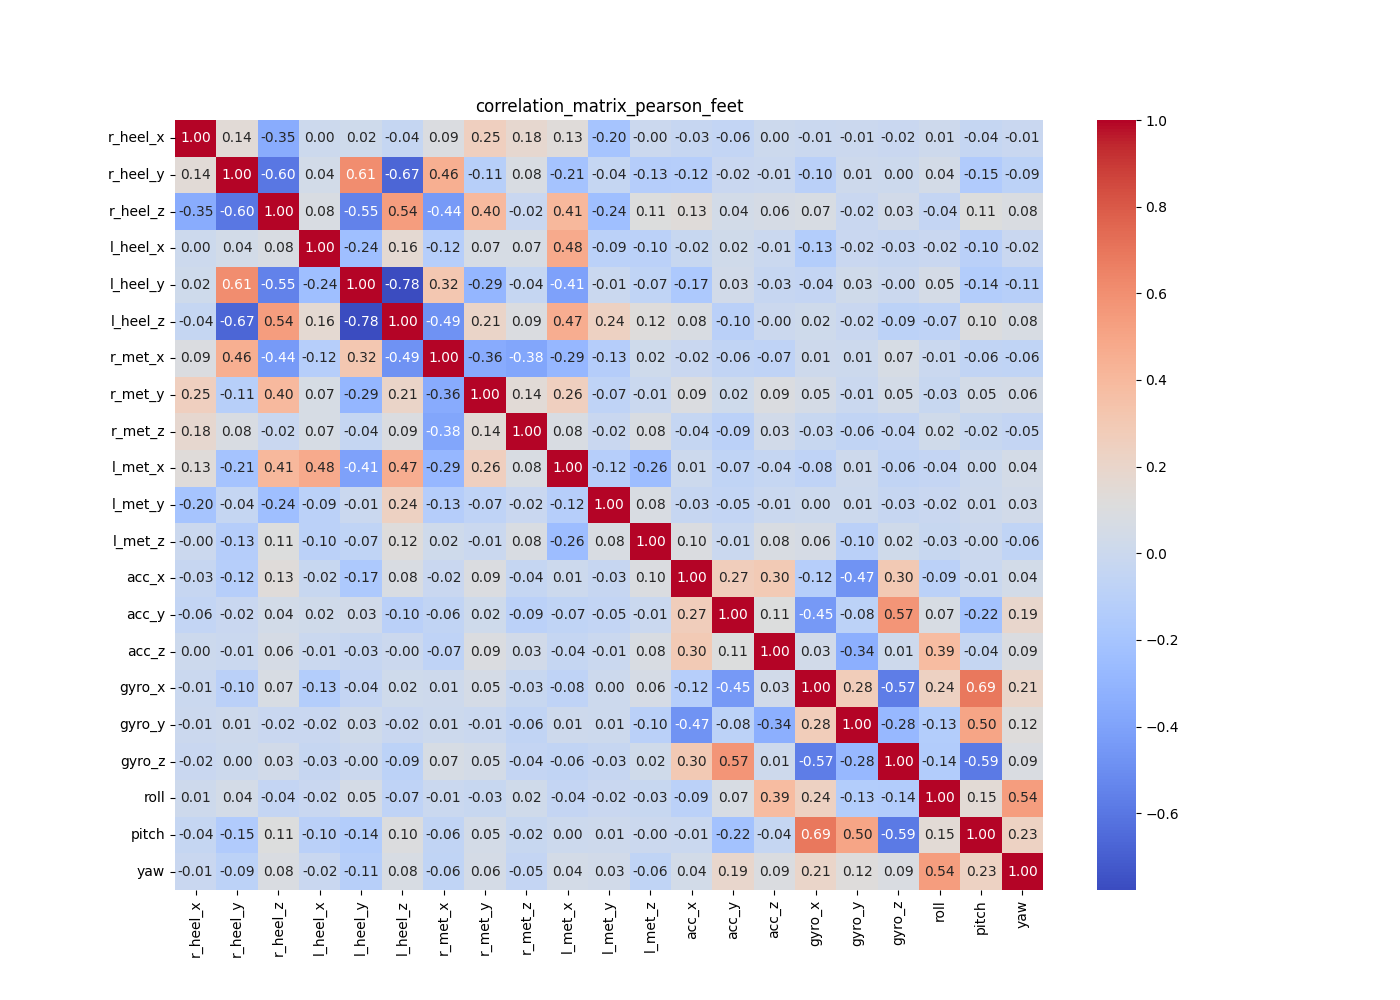 correlation_matrix_pearson_feet
r_heel_x 1.00 0.14 -0.35 0.00 0.02 -0.04 0.09 0.25 0.18 0.13 -0.20 -0.00 -0.03 -0.06 0.00 -0.01 -0.01 -0.02 0.01 -0.04 -0.01
r_heel_y 0.14 1.00 -0.60 0.04 0.61 -0.67 0.46 -0.11 0.08 -0.21 -0.04 -0.13 -0.12 -0.02 -0.01 -0.10 0.01 0.00 0.04 -0.15 -0.09
r_heel_z -0.35 -0.60 1.00 0.08 -0.55 0.54 -0.44 0.40 -0.02 0.41 -0.24 0.11 0.13 0.04 0.06 0.07 -0.02 0.03 -0.04 0.11 0.08
l_heel_x 0.00 0.04 0.08 1.00 -0.24 0.16 -0.12 0.07 0.07 0.48 -0.09 -0.10 -0.02 0.02 -0.01 -0.13 -0.02 -0.03 -0.02 -0.10 -0.02
l_heel_y 0.02 0.61 -0.55 -0.24 1.00 -0.78 0.32 -0.29 -0.04 -0.41 -0.01 -0.07 -0.17 0.03 -0.03 -0.04 0.03 -0.00 0.05 -0.14 -0.11
l_heel_z -0.04 -0.67 0.54 0.16 -0.78 1.00 -0.49 0.21 0.09 0.47 0.24 0.12 0.08 -0.10 -0.00 0.02 -0.02 -0.09 -0.07 0.10 0.08
r_met_x 0.09 0.46 -0.44 -0.12 0.32 -0.49 1.00 -0.36 -0.38 -0.29 -0.13 0.02 -0.02 -0.06 -0.07 0.01 0.01 0.07 -0.01 -0.06 -0.06
r_met_y 0.25 -0.11 0.40 0.07 -0.29 0.21 -0.36 1.00 0.14 0.26 -0.07 -0.01 0.09 0.02 0.09 0.05 -0.01 0.05 -0.03 0.05 0.06
r_met_z 0.18 0.08 -0.02 0.07 -0.04 0.09 -0.38 0.14 1.00 0.08 -0.02 0.08 -0.04 -0.09 0.03 -0.03 -0.06 -0.04 0.02 -0.02 -0.05
l_met_x 0.13 -0.21 0.41 0.48 -0.41 0.47 -0.29 0.26 0.08 1.00 -0.12 -0.26 0.01 -0.07 -0.04 -0.08 0.01 -0.06 -0.04 0.00 0.04
l_met_y -0.20 -0.04 -0.24 -0.09 -0.01 0.24 -0.13 -0.07 -0.02 -0.12 1.00 0.08 -0.03 -0.05 -0.01 0.00 0.01 -0.03 -0.02 0.01 0.03
l_met_z -0.00 -0.13 0.11 -0.10 -0.07 0.12 0.02 -0.01 0.08 -0.26 0.08 1.00 0.10 -0.01 0.08 0.06 -0.10 0.02 -0.03 -0.00 -0.06
acc_x -0.03 -0.12 0.13 -0.02 -0.17 0.08 -0.02 0.09 -0.04 0.01 -0.03 0.10 1.00 0.27 0.30 -0.12 -0.47 0.30 -0.09 -0.01 0.04
acc_y -0.06 -0.02 0.04 0.02 0.03 -0.10 -0.06 0.02 -0.09 -0.07 -0.05 -0.01 0.27 1.00 0.11 -0.45 -0.08 0.57 0.07 -0.22 0.19
acc_z 0.00 -0.01 0.06 -0.01 -0.03 -0.00 -0.07 0.09 0.03 -0.04 -0.01 0.08 0.30 0.11 1.00 0.03 -0.34 0.01 0.39 -0.04 0.09
gyro_x -0.01 -0.10 0.07 -0.13 -0.04 0.02 0.01 0.05 -0.03 -0.08 0.00 0.06 -0.12 -0.45 0.03 1.00 0.28 -0.57 0.24 0.69 0.21
gyro_y -0.01 0.01 -0.02 -0.02 0.03 -0.02 0.01 -0.01 -0.06 0.01 0.01 -0.10 -0.47 -0.08 -0.34 0.28 1.00 -0.28 -0.13 0.50 0.12
gyro_z -0.02 0.00 0.03 -0.03 -0.00 -0.09 0.07 0.05 -0.04 -0.06 -0.03 0.02 0.30 0.57 0.01 -0.57 -0.28 1.00 -0.14 -0.59 0.09
roll 0.01 0.04 -0.04 -0.02 0.05 -0.07 -0.01 -0.03 0.02 -0.04 -0.02 -0.03 -0.09 0.07 0.39 0.24 -0.13 -0.14 1.00 0.15 0.54
pitch -0.04 -0.15 0.11 -0.10 -0.14 0.10 -0.06 0.05 -0.02 0.00 0.01 -0.00 -0.01 -0.22 -0.04 0.69 0.50 -0.59 0.15 1.00 0.23
yaw -0.01 -0.09 0.08 -0.02 -0.11 0.08 -0.06 0.06 -0.05 0.04 0.03 -0.06 0.04 0.19 0.09 0.21 0.12 0.09 0.54 0.23 1.00
r_heel_x r_heel_y r_heel_z l_heel_x l_heel_y l_heel_z r_met_x r_met_y r_met_z l_met_x l_met_y l_met_z acc_x acc_y acc_z gyro_x gyro_y gyro_z roll pitch yaw
1.0
0.8
0.6
0.4
0.2
0.0
−0.2
−0.4
−0.6